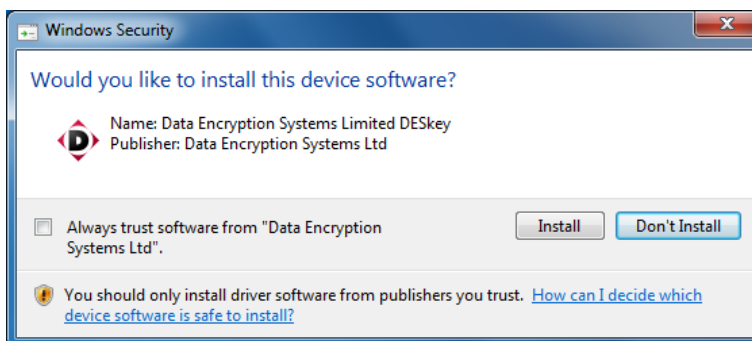 Windows Security
Would you like to install this device software?
D
Name: Data Encryption Systems Limited DESkey
Publisher: Data Encryption Systems Ltd
Always trust software from "Data Encryption
Systems Ltd".
Install
Don't Install
You should only install driver software from publishers you trust. How can I decide which
device software is safe to install?